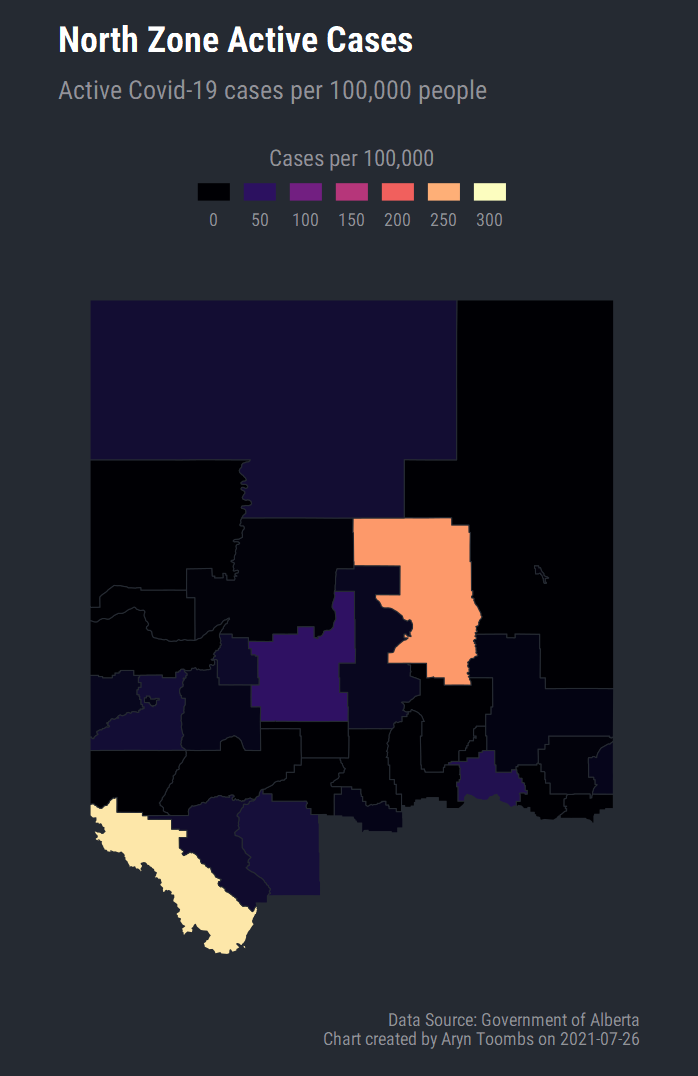 North Zone Active Cases
Active Covid-19 cases per 100,000 people
Cases per 100,000
0 50 100 150 200 250 300
Data Source: Government of Alberta
Chart created by Aryn Toombs on 2021-07-26